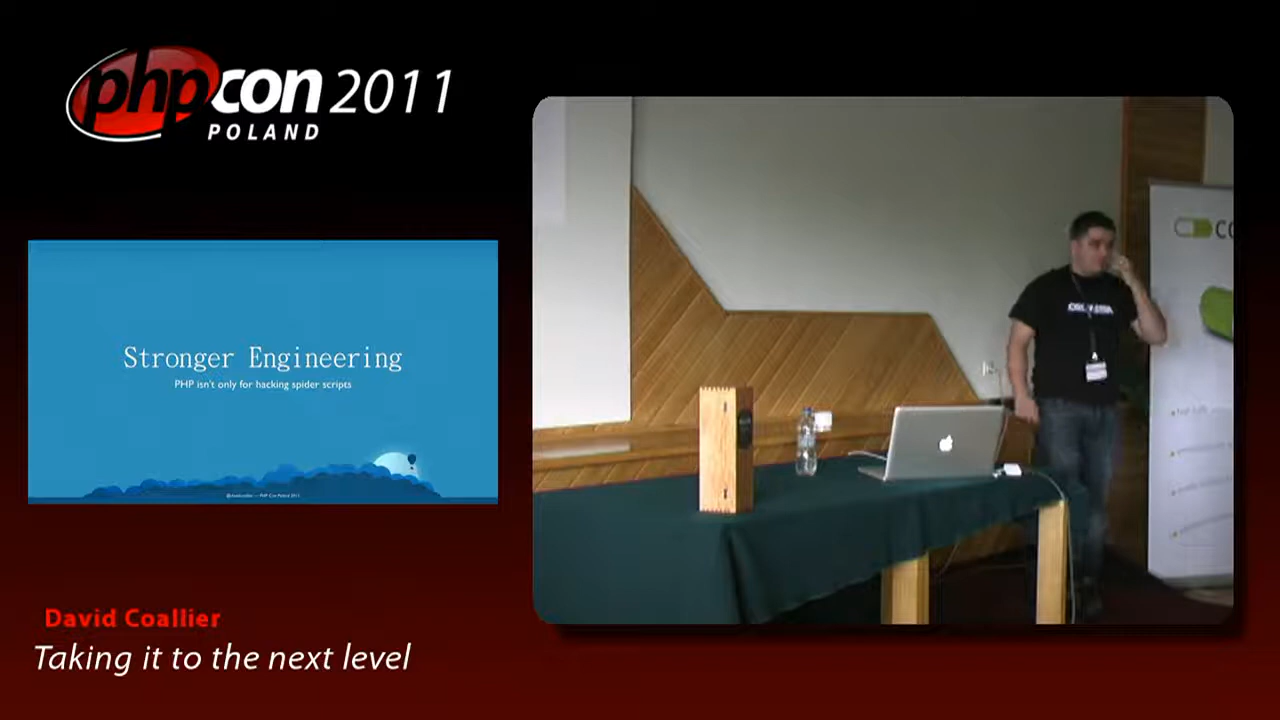 phpcon 2011
POLAND
Stronger Engineering
PHP isn't only for hacking spider scripts
David Coallier
Taking it to the next level